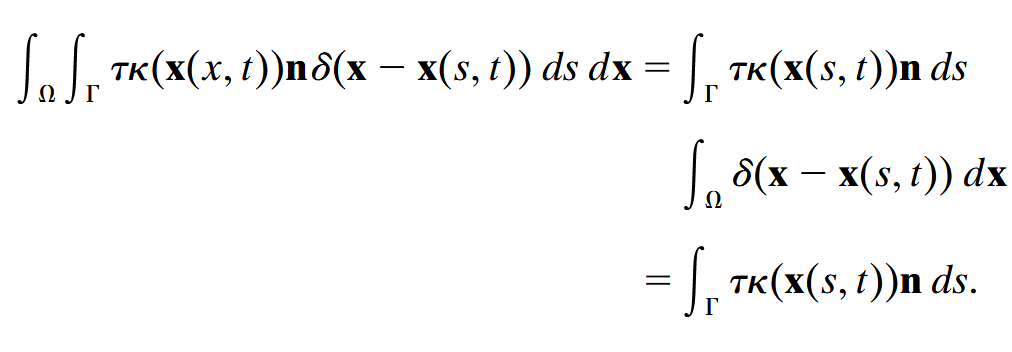 ∫_Ω ∫_Γ τκ(𝐱(x, t))𝐧δ(𝐱 − 𝐱(s, t)) ds d𝐱 = ∫_Γ τκ(𝐱(s, t))𝐧 ds
∫_Ω δ(𝐱 − 𝐱(s, t)) d𝐱
= ∫_Γ τκ(𝐱(s, t))𝐧 ds.